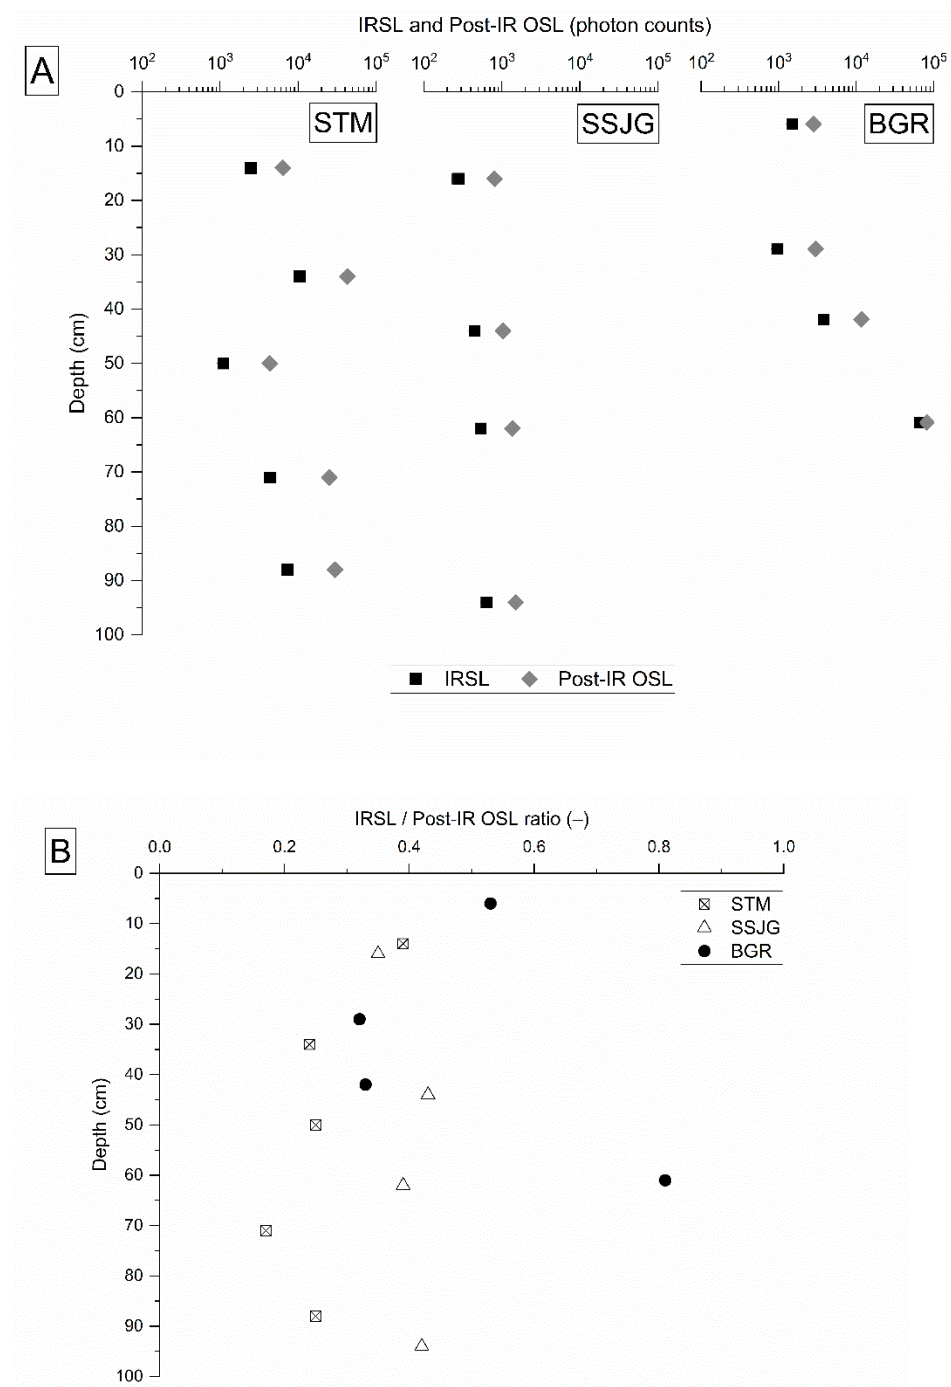 IRSL and Post-IR OSL (photon counts)
A
10² 10³ 10⁴ 10⁵ 10² 10³ 10⁴ 10⁵ 10² 10³ 10⁴ 10⁵
0
STM SSJG BGR
10
20
30
40
50
60
70
80
90
100
Depth (cm)
IRSL Post-IR OSL
IRSL / Post-IR OSL ratio (–)
B
0.0 0.2 0.4 0.6 0.8 1.0
0
STM
SSJG
BGR
10
20
30
40
50
60
70
80
90
100
Depth (cm)